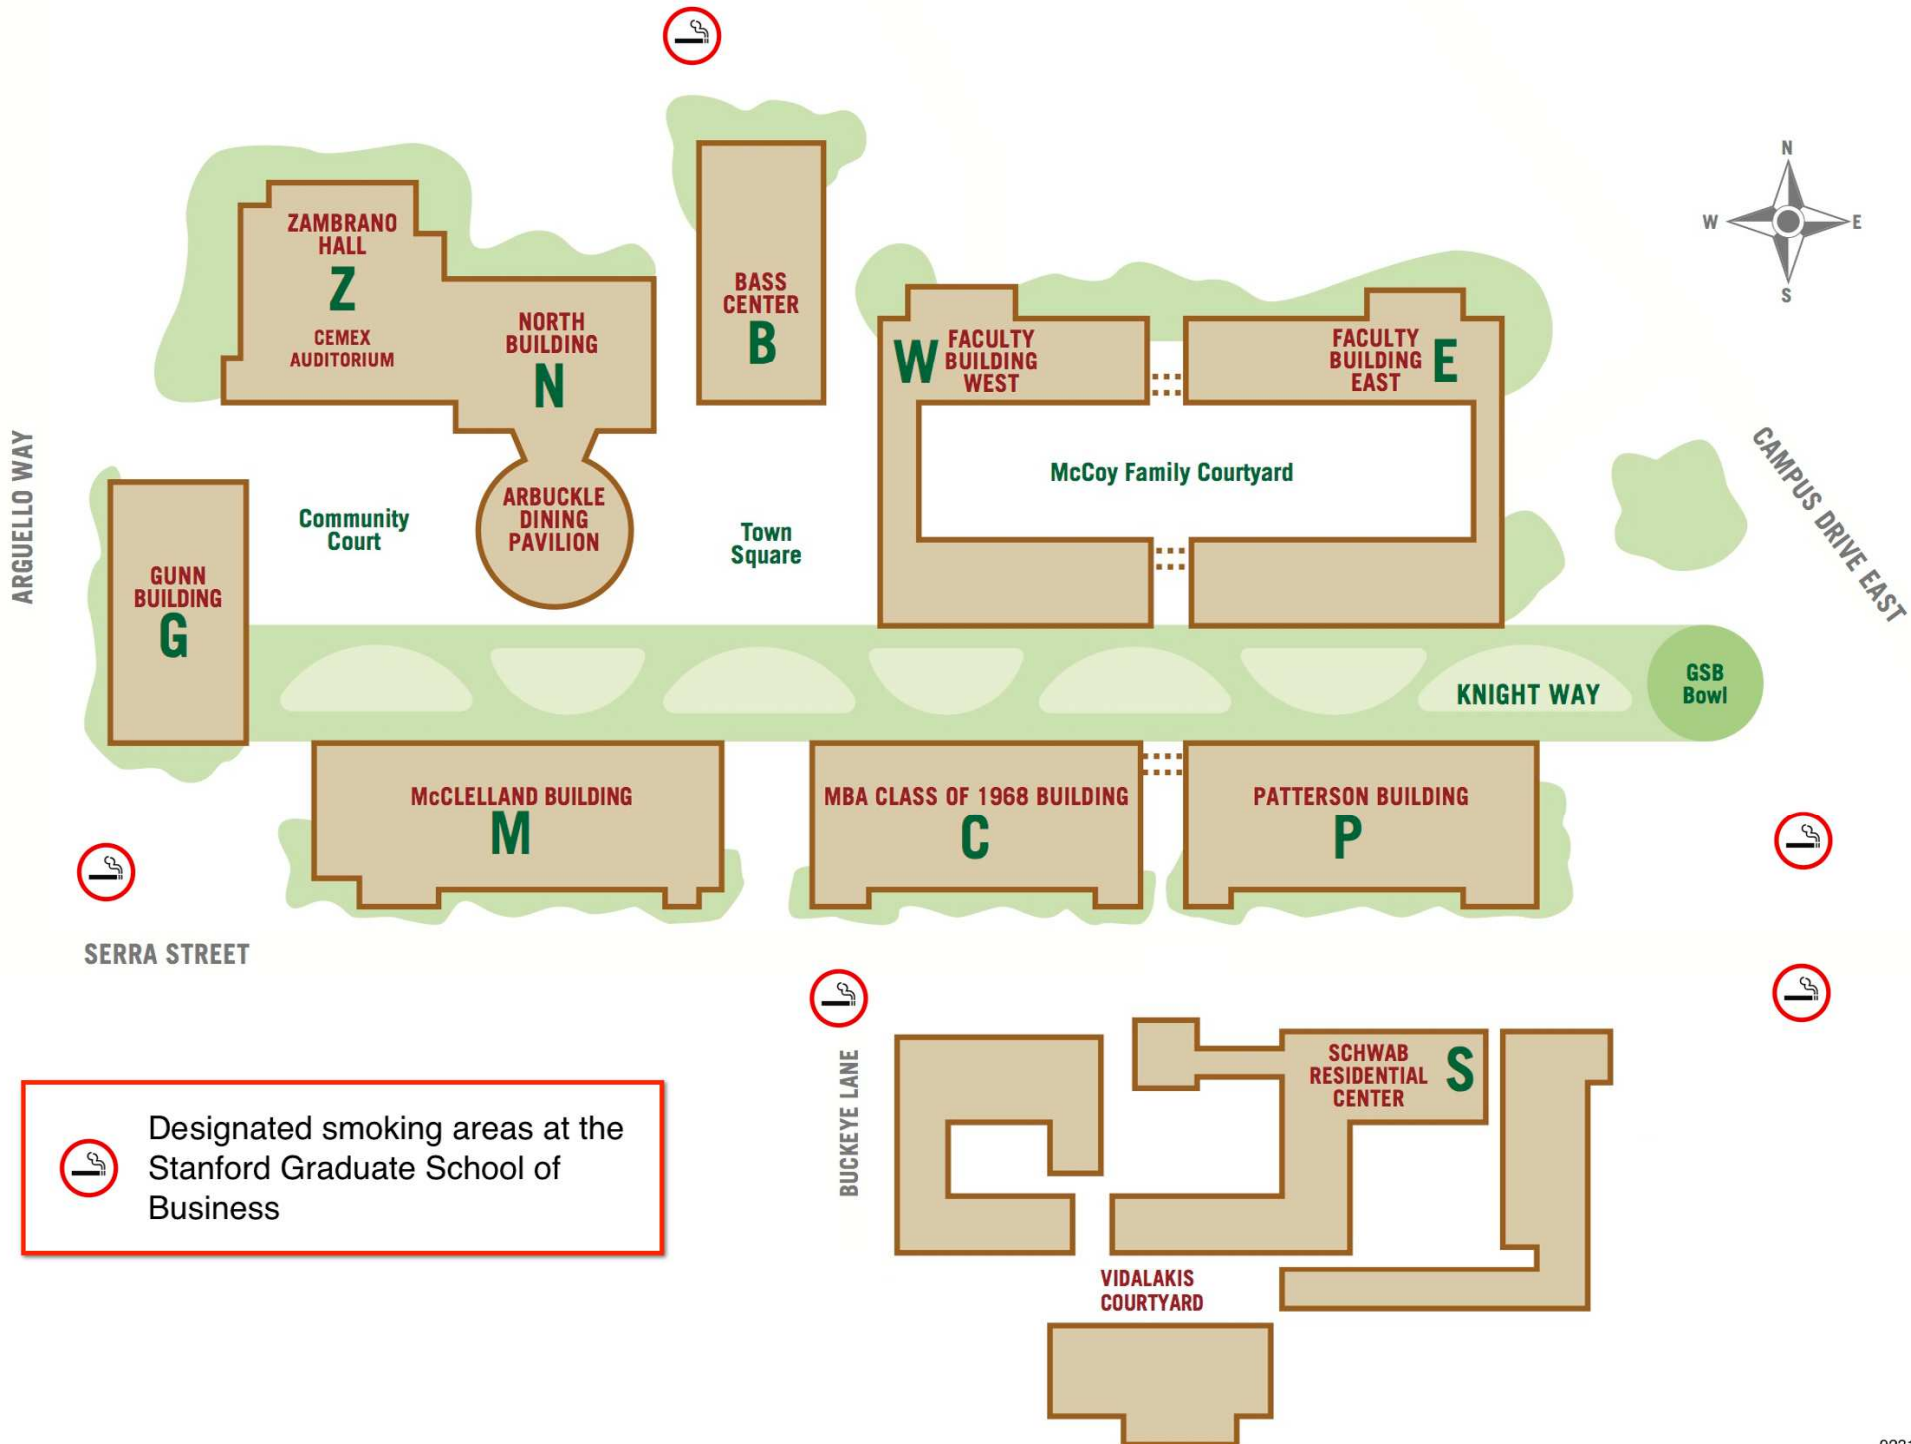 N
W
E
S
ZAMBRANO
HALL
Z
CEMEX
AUDITORIUM
NORTH
BUILDING
N
BASS
CENTER
B
W
FACULTY
BUILDING
WEST
FACULTY
BUILDING
EAST
E
McCoy Family Courtyard
CAMPUS DRIVE EAST
ARGUELLO WAY
Community
Court
ARBUCKLE
DINING
PAVILION
Town
Square
GUNN
BUILDING
G
KNIGHT WAY
GSB
Bowl
McCLELLAND BUILDING
M
MBA CLASS OF 1968 BUILDING
C
PATTERSON BUILDING
P
SERRA STREET
BUCKEYE LANE
SCHWAB
RESIDENTIAL
CENTER
S
Designated smoking areas at the
Stanford Graduate School of
Business
VIDALAKIS
COURTYARD